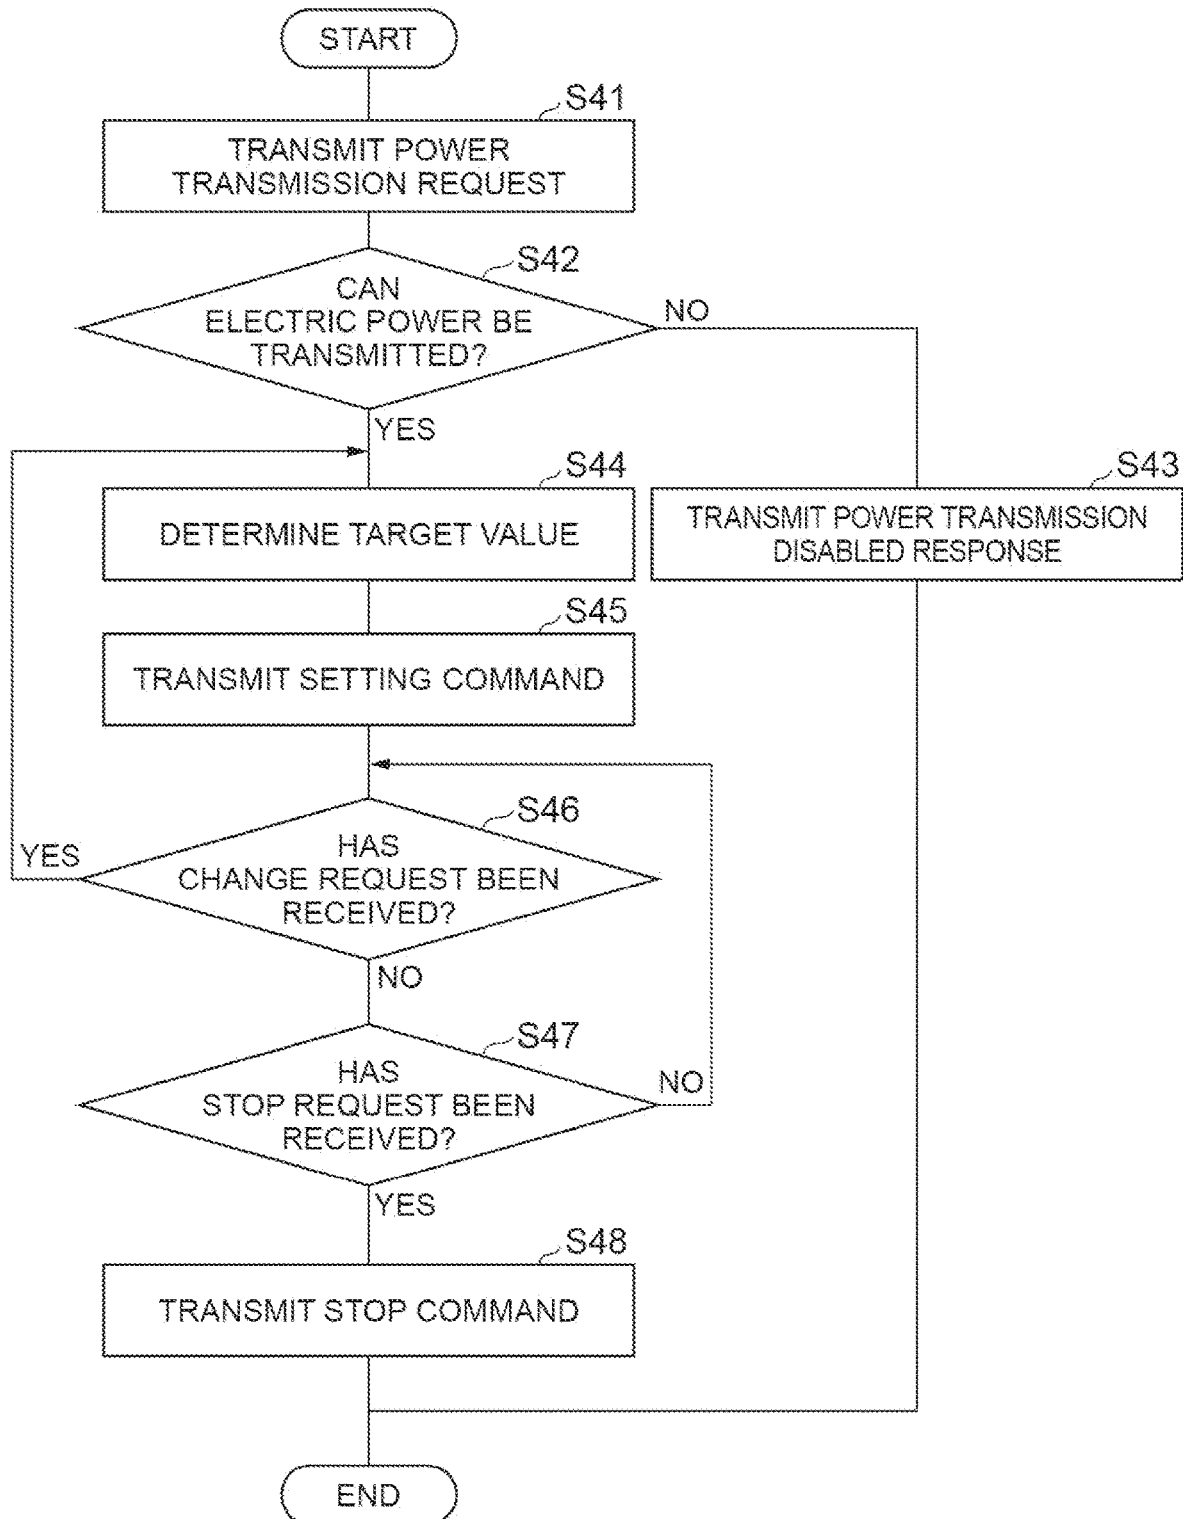 START
S41
TRANSMIT POWER
TRANSMISSION REQUEST
S42
CAN
ELECTRIC POWER BE
TRANSMITTED?
NO
YES
S44
DETERMINE TARGET VALUE
S43
TRANSMIT POWER TRANSMISSION
DISABLED RESPONSE
S45
TRANSMIT SETTING COMMAND
S46
HAS
CHANGE REQUEST BEEN
RECEIVED?
YES
NO
S47
HAS
STOP REQUEST BEEN
RECEIVED?
NO
YES
S48
TRANSMIT STOP COMMAND
END